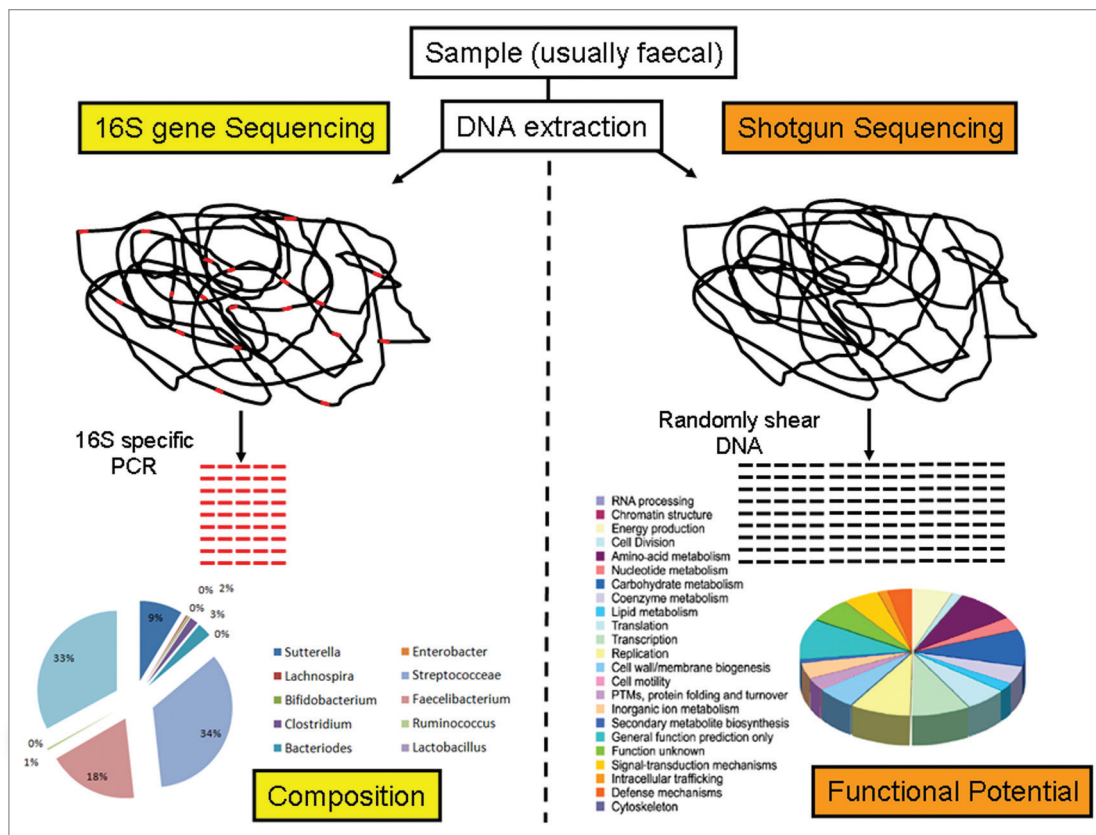 Sample (usually faecal)
16S gene Sequencing
DNA extraction
Shotgun Sequencing
16S specific
PCR
Randomly shear
DNA
0%
2%
0%
3%
0%
9%
33%
34%
0%
1%
18%
Sutterella
Enterobacter
Lachnospira
Streptococceae
Bifidobacterium
Faecelibacterium
Clostridium
Ruminococcus
Bacteriodes
Lactobacillus
Composition
RNA processing
Chromatin structure
Energy production
Cell Division
Amino-acid metabolism
Nucleotide metabolism
Carbohydrate metabolism
Coenzyme metabolism
Lipid metabolism
Translation
Transcription
Replication
Cell wall/membrane biogenesis
Cell motility
PTMs, protein folding and turnover
Inorganic ion metabolism
Secondary metabolite biosynthesis
General function prediction only
Function unknown
Signal-transduction mechanisms
Intracellular trafficking
Defense mechanisms
Cytoskeleton
Functional Potential